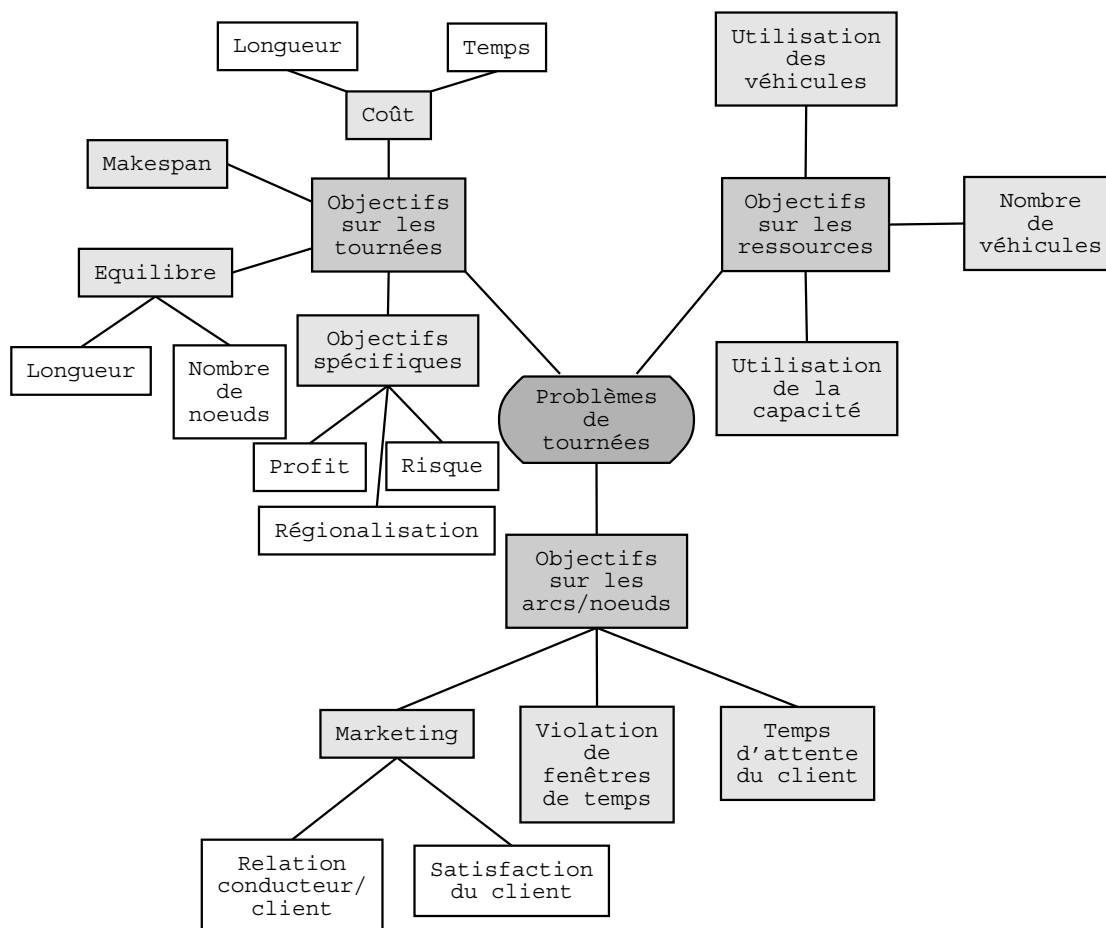 Longueur
Temps
Utilisation
des
véhicules
Coût
Makespan
Objectifs
sur les
tournées
Objectifs
sur les
ressources
Nombre
de
véhicules
Equilibre
Longueur
Nombre
de
noeuds
Objectifs
spécifiques
Utilisation
de la
capacité
Problèmes
de
tournées
Profit
Risque
Régionalisation
Objectifs
sur les
arcs/noeuds
Marketing
Violation
de
fenêtres
de temps
Temps
d'attente
du client
Relation
conducteur/
client
Satisfaction
du client